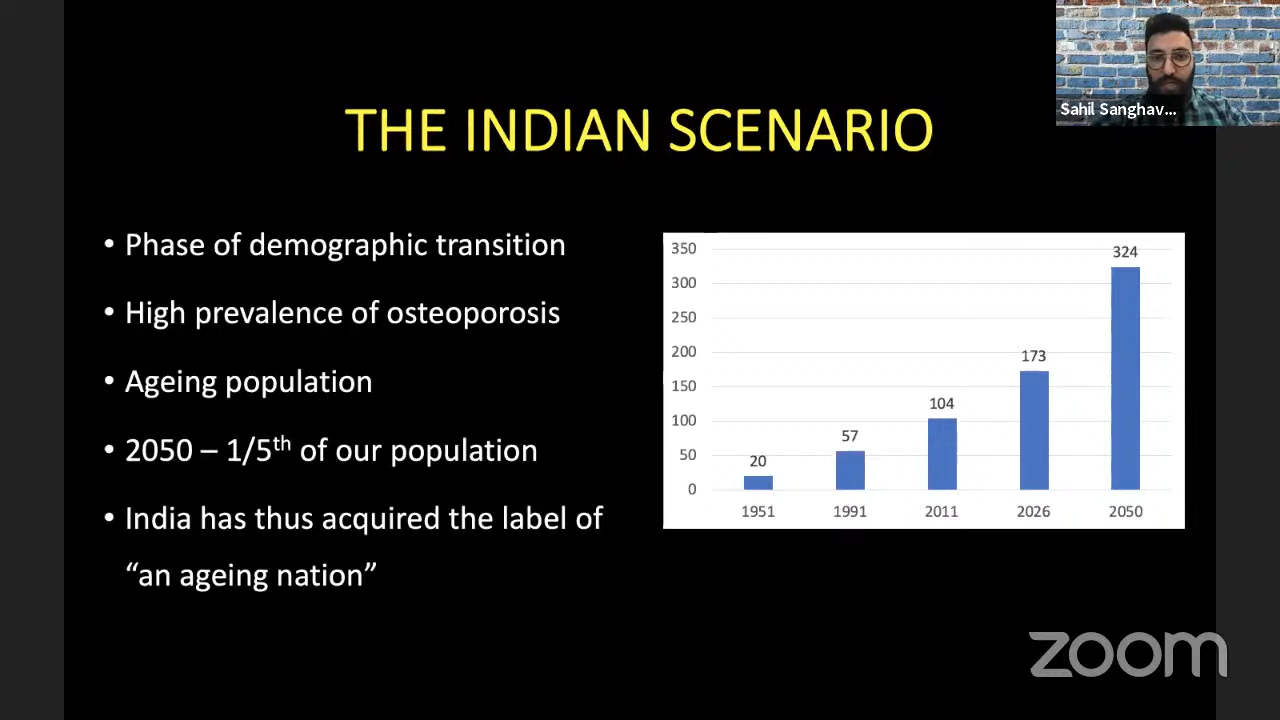 Sahil Sanghav...
THE INDIAN SCENARIO
• Phase of demographic transition
• High prevalence of osteoporosis
• Ageing population
• 2050 – 1/5th of our population
• India has thus acquired the label of
“an ageing nation”
350
300
250
200
150
100
50
0
20
57
104
173
324
1951 1991 2011 2026 2050
zoom